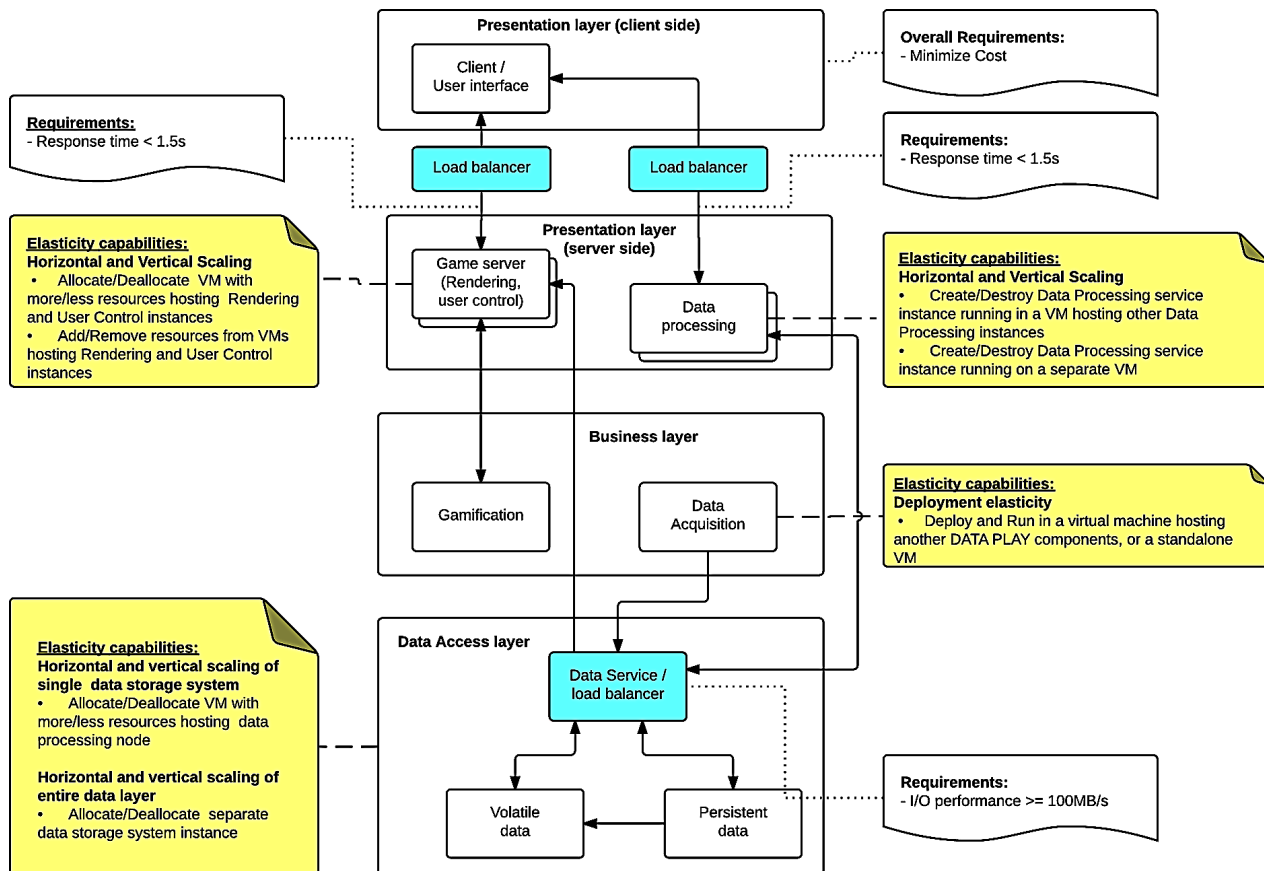 Presentation layer (client side)
Client /
User interface
Overall Requirements:
- Minimize Cost
Requirements:
- Response time < 1.5s
Requirements:
- Response time < 1.5s
Load balancer
Load balancer
Elasticity capabilities:
Horizontal and Vertical Scaling
• Allocate/Deallocate VM with
more/less resources hosting Rendering
and User Control instances
• Add/Remove resources from VMs
hosting Rendering and User Control
instances
Presentation layer
(server side)
Game server
(Rendering,
user control)
Data
processing
Elasticity capabilities:
Horizontal and Vertical Scaling
• Create/Destroy Data Processing service
instance running in a VM hosting other Data
Processing instances
• Create/Destroy Data Processing service
instance running on a separate VM
Business layer
Gamification
Data
Acquisition
Elasticity capabilities:
Deployment elasticity
• Deploy and Run in a virtual machine hosting
another DATA PLAY components, or a standalone
VM
Elasticity capabilities:
Horizontal and vertical scaling of
single data storage system
• Allocate/Deallocate VM with
more/less resources hosting data
processing node
Horizontal and vertical scaling of
entire data layer
• Allocate/Deallocate separate
data storage system instance
Data Access layer
Data Service /
load balancer
Volatile
data
Persistent
data
Requirements:
- I/O performance >= 100MB/s